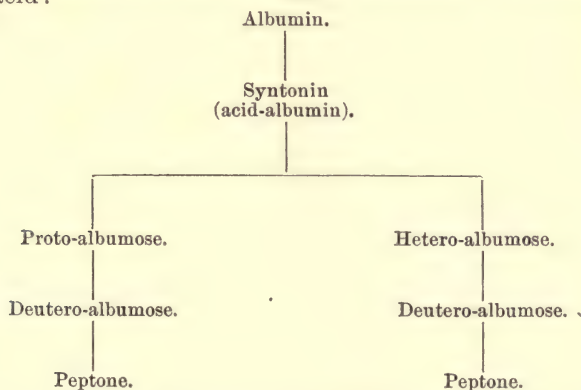 Albumin.
Syntonin
(acid-albumin).
Proto-albumose. Hetero-albumose.
Deutero-albumose. Deutero-albumose.
Peptone. Peptone.